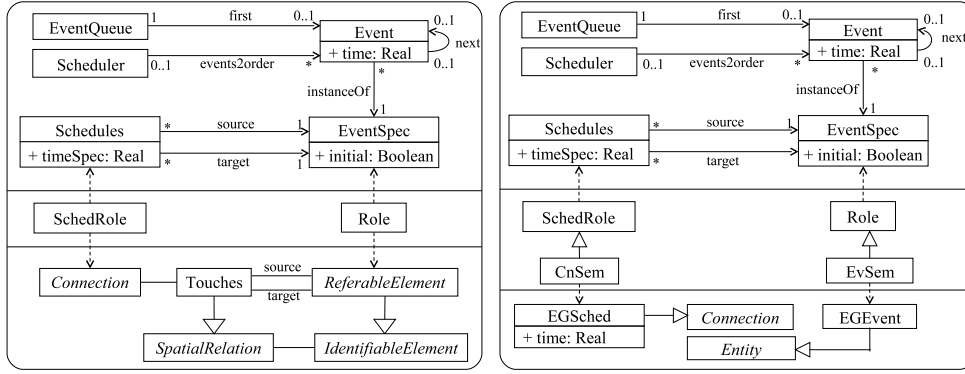 EventQueue 1 first 0..1 Event 0..1
+ time: Real next
Scheduler 0..1 events2order * 0..1
*
instanceOf
1
Schedules * source 1 EventSpec
+ timeSpec: Real * target 1 + initial: Boolean
SchedRole Role
Connection Touches source ReferableElement
target
SpatialRelation IdentifiableElement
EventQueue 1 first 0..1 Event 0..1
+ time: Real next
Scheduler 0..1 events2order * 0..1
*
instanceOf
1
Schedules * source 1 EventSpec
+ timeSpec: Real * target + initial: Boolean
SchedRole Role
CnSem EvSem
EGSched Connection EGEvent
+ time: Real
Entity